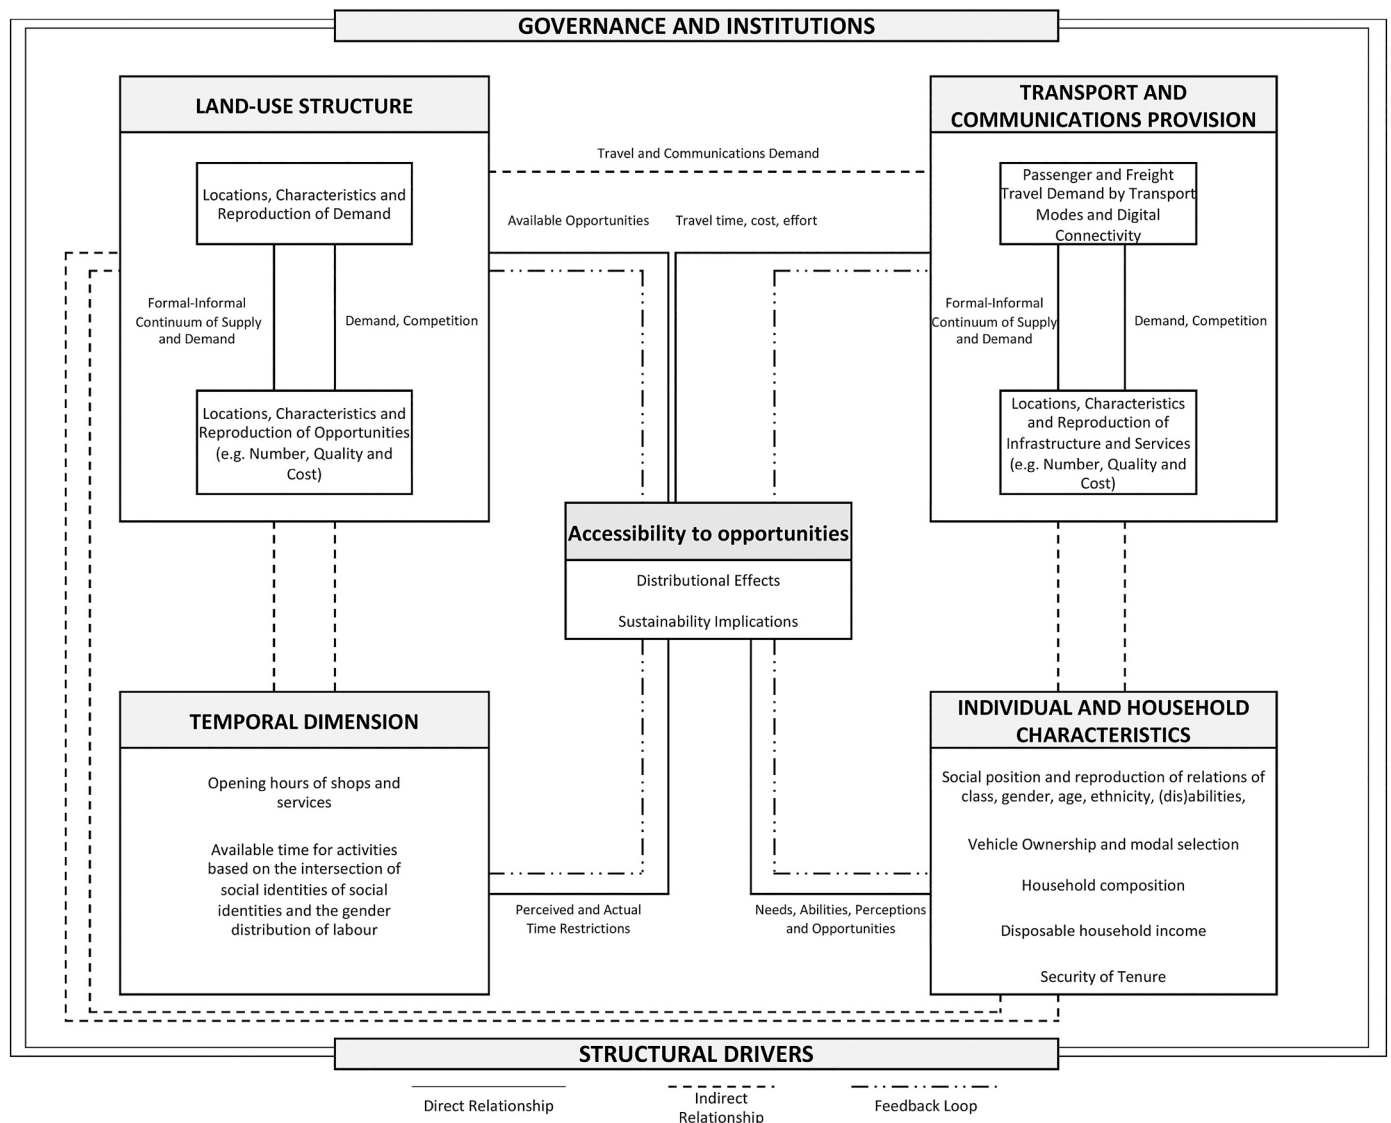 GOVERNANCE AND INSTITUTIONS
LAND-USE STRUCTURE
Locations, Characteristics and
Reproduction of Demand
Formal-Informal
Continuum of Supply
and Demand
Demand, Competition
Locations, Characteristics and
Reproduction of Opportunities
(e.g. Number, Quality and
Cost)
Travel and Communications Demand
Available Opportunities
Travel time, cost, effort
TRANSPORT AND
COMMUNICATIONS PROVISION
Passenger and Freight
Travel Demand by Transport
Modes and Digital
Connectivity
Formal-Informal
Continuum of Supply
and Demand
Demand, Competition
Locations, Characteristics
and Reproduction of
Infrastructure and Services
(e.g. Number, Quality and
Cost)
Accessibility to opportunities
Distributional Effects
Sustainability Implications
TEMPORAL DIMENSION
Opening hours of shops and
services
Available time for activities
based on the intersection of
social identities of social
identities and the gender
distribution of labour
Perceived and Actual
Time Restrictions
Needs, Abilities, Perceptions
and Opportunities
INDIVIDUAL AND HOUSEHOLD
CHARACTERISTICS
Social position and reproduction of relations of
class, gender, age, ethnicity, (dis)abilities,
Vehicle Ownership and modal selection
Household composition
Disposable household income
Security of Tenure
STRUCTURAL DRIVERS
Direct Relationship
Indirect
Relationship
Feedback Loop